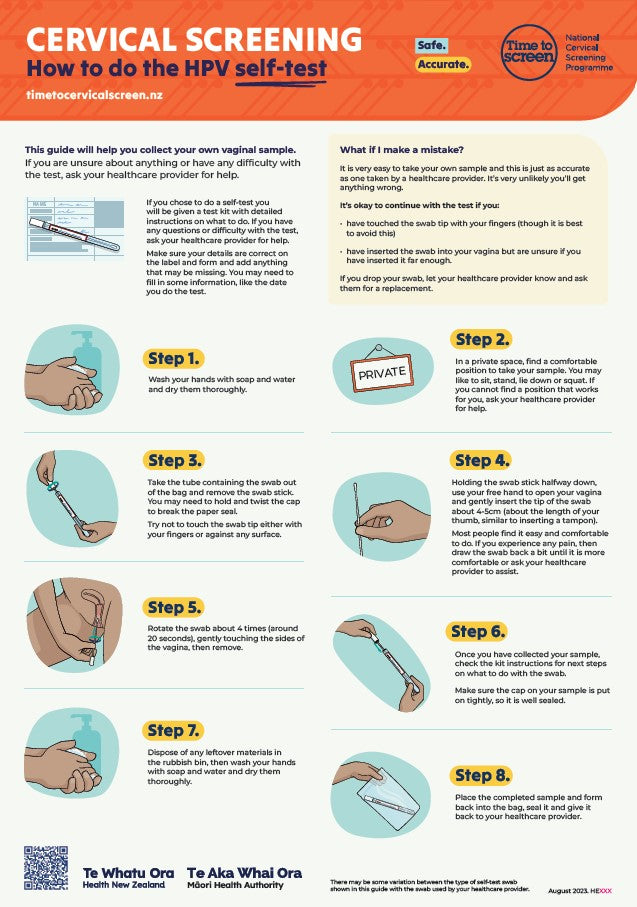 CERVICAL SCREENING
How to do the HPV self-test
timetocervicalscreen.nz
Safe.
Accurate.
Time to
screen
National
Cervical
Screening
Programme
This guide will help you collect your own vaginal sample.
If you are unsure about anything or have any difficulty with
the test, ask your healthcare provider for help.
NAME
If you chose to do a self-test you
will be given a test kit with detailed
instructions on what to do. If you have
any questions or difficulty with the test,
ask your healthcare provider for help.
Make sure your details are correct on
the label and form and add anything
that may be missing. You may need to
fill in some information, like the date
you do the test.
What if I make a mistake?
It is very easy to take your own sample and this is just as accurate
as one taken by a healthcare provider. It's very unlikely you'll get
anything wrong.
It's okay to continue with the test if you:
• have touched the swab tip with your fingers (though it is best
to avoid this)
• have inserted the swab into your vagina but are unsure if you
have inserted it far enough.
If you drop your swab, let your healthcare provider know and ask
them for a replacement.
Step 1.
Wash your hands with soap and water
and dry them thoroughly.
PRIVATE
Step 2.
In a private space, find a comfortable
position to take your sample. You may
like to sit, stand, lie down or squat. If
you cannot find a position that works
for you, ask your healthcare provider
for help.
Step 3.
Take the tube containing the swab out
of the bag and remove the swab stick.
You may need to hold and twist the cap
to break the paper seal.
Try not to touch the swab tip either with
your fingers or against any surface.
Step 4.
Holding the swab stick halfway down,
use your free hand to open your vagina
and gently insert the tip of the swab
about 4-5cm (about the length of your
thumb, similar to inserting a tampon).
Most people find it easy and comfortable
to do. If you experience any pain, then
draw the swab back a bit until it is more
comfortable or ask your healthcare
provider to assist.
Step 5.
Rotate the swab about 4 times (around
20 seconds), gently touching the sides of
the vagina, then remove.
Step 6.
Once you have collected your sample,
check the kit instructions for next steps
on what to do with the swab.
Make sure the cap on your sample is put
on tightly, so it is well sealed.
Step 7.
Dispose of any leftover materials in
the rubbish bin, then wash your hands
with soap and water and dry them
thoroughly.
Step 8.
Place the completed sample and form
back into the bag, seal it and give it
back to your healthcare provider.
Te Whatu Ora
Health New Zealand
Te Aka Whai Ora
Māori Health Authority
There may be some variation between the type of self-test swab
shown in this guide with the swab used by your healthcare provider.
August 2023. HEXXX